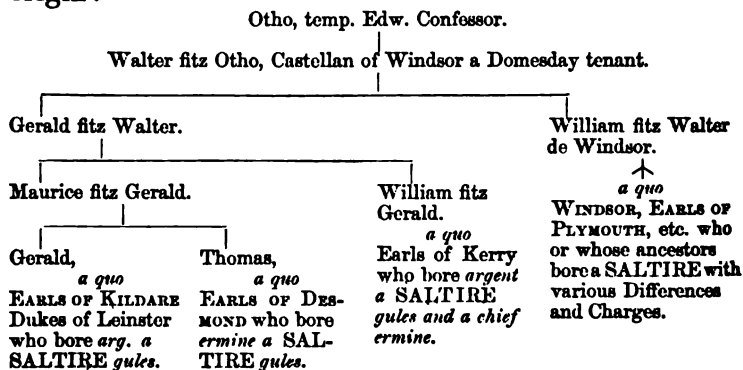 Otho, temp. Edw. Confessor.
Walter fitz Otho, Castellan of Windsor a Domesday tenant.
Gerald fitz Walter.
William fitz Walter
de Windsor.
a quo
WINDSOR, EARLS OF
PLYMOUTH, etc. who
or whose ancestors
bore a SALTIRE with
various Differences
and Charges.
Maurice fitz Gerald.
William fitz
Gerald.
a quo
Earls of Kerry
who bore argent
a SALTIRE
gules and a chief
ermine.
Gerald,
a quo
EARLS OF KILDARE
Dukes of Leinster
who bore arg. a
SALTIRE gules.
Thomas,
a quo
EARLS OF DES-
MOND who bore
ermine a SAL-
TIRE gules.